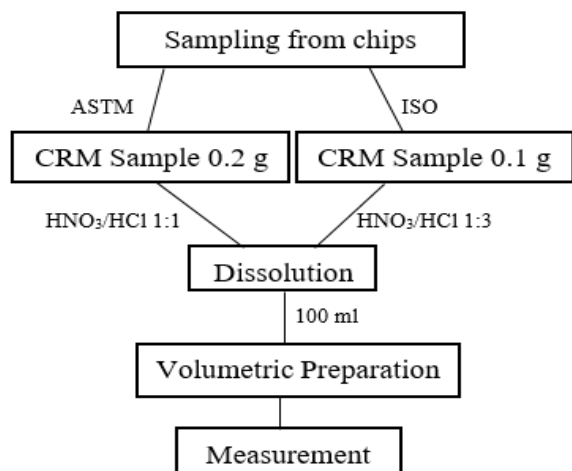 Sampling from chips
ASTM
ISO
CRM Sample 0.2 g
CRM Sample 0.1 g
HNO₃/HCl 1:1
HNO₃/HCl 1:3
Dissolution
100 ml
Volumetric Preparation
Measurement